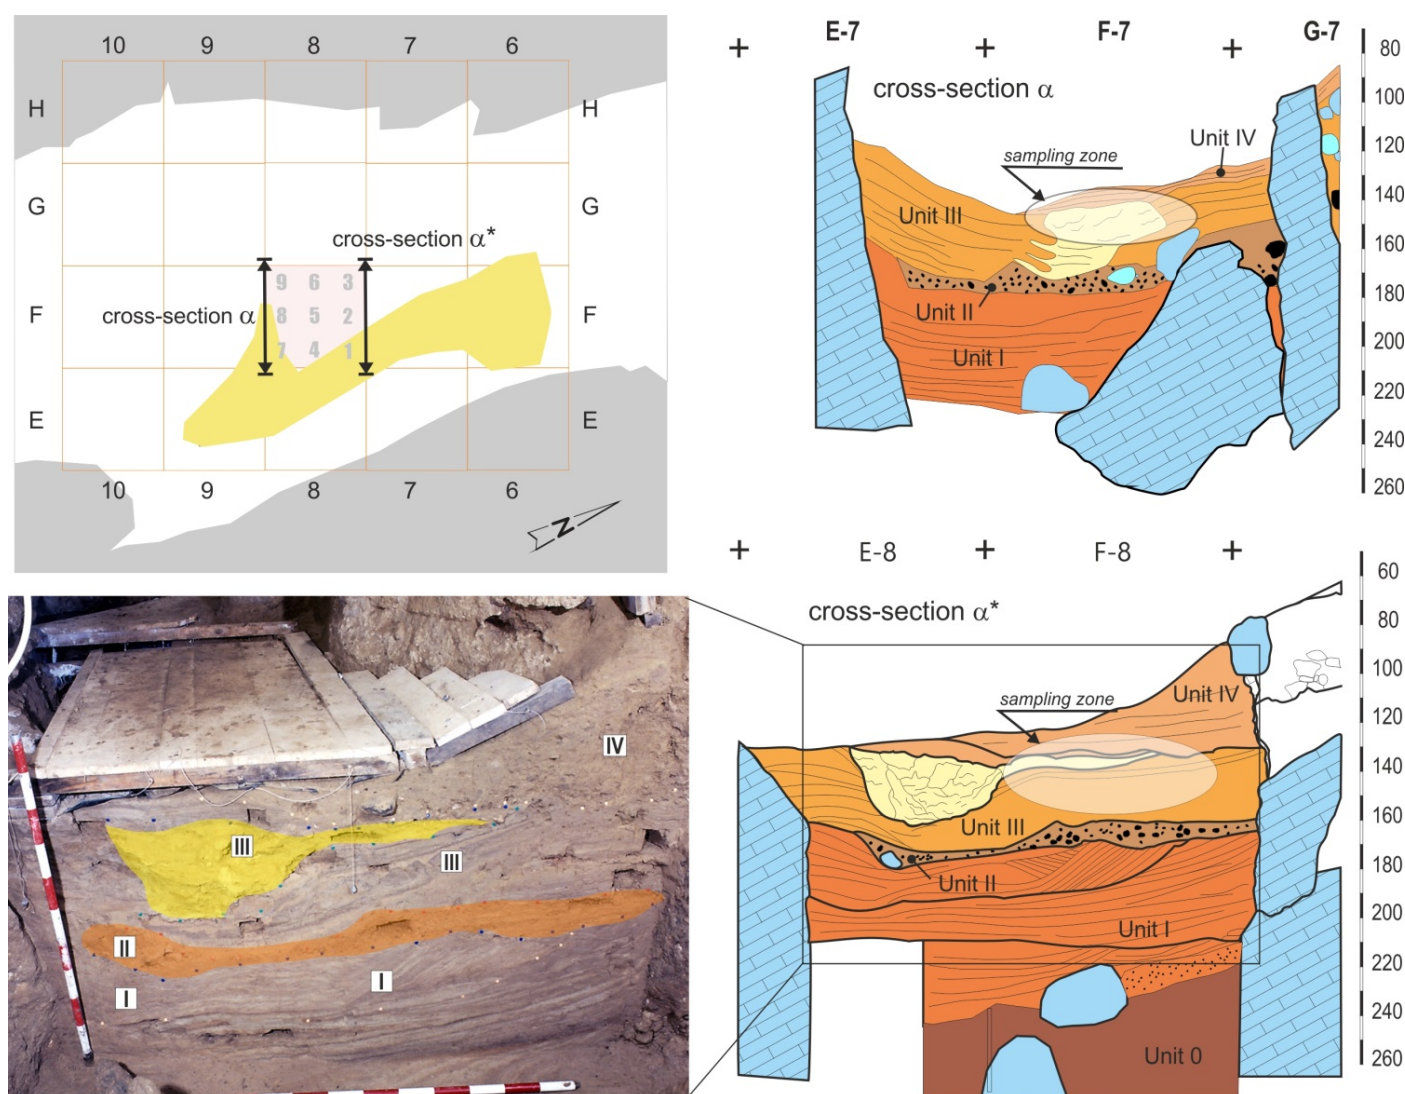 10 9 8 7 6
H H
G G
cross-section α*
9 6 3
F cross-section α 8 5 2 F
7 4 1
E E
10 9 8 7 6
N
E-7 F-7 G-7
cross-section α
Unit IV
sampling zone
Unit III
Unit II
Unit I
80
100
120
140
160
180
200
220
240
260
IV
III
III
II
I
I
E-8 F-8
cross-section α*
Unit IV
sampling zone
Unit III
Unit II
Unit I
Unit 0
60
80
100
120
140
160
180
200
220
240
260